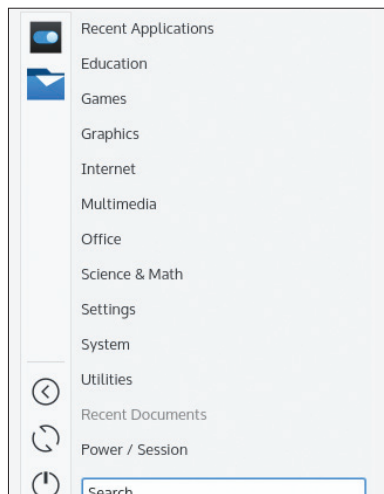 Recent Applications
Education
Games
Graphics
Internet
Multimedia
Office
Science & Math
Settings
System
Utilities
Recent Documents
Power / Session
Search